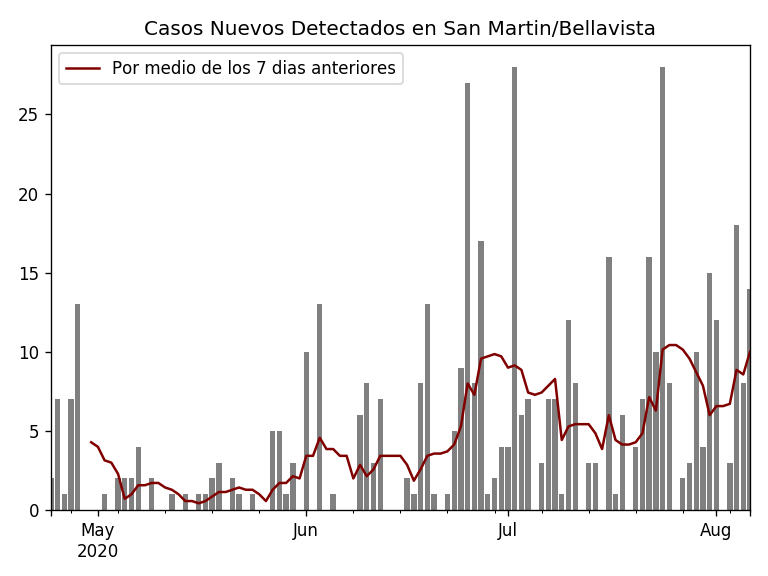 Casos Nuevos Detectados en San Martin/Bellavista
Por medio de los 7 dias anteriores
25
20
15
10
5
0
May Jun Jul Aug
2020